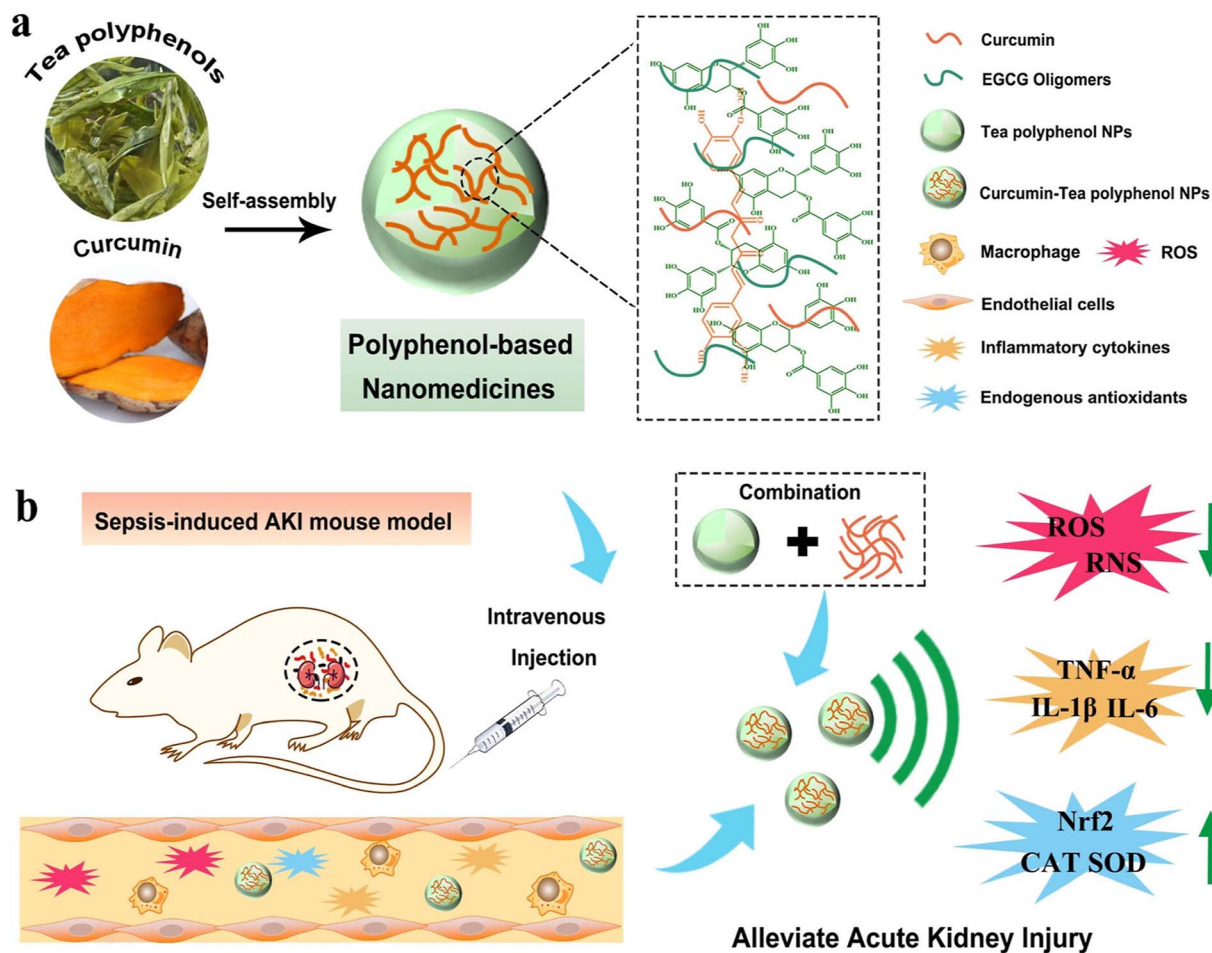 a
Tea polyphenols
Curcumin
Self-assembly
Polyphenol-based
Nanomedicines
Curcumin
EGCG Oligomers
Tea polyphenol NPs
Curcumin-Tea polyphenol NPs
Macrophage
ROS
Endothelial cells
Inflammatory cytokines
Endogenous antioxidants
b
Sepsis-induced AKI mouse model
Intravenous
Injection
Combination
ROS
RNS
TNF-α
IL-1β IL-6
Nrf2
CAT SOD
Alleviate Acute Kidney Injury